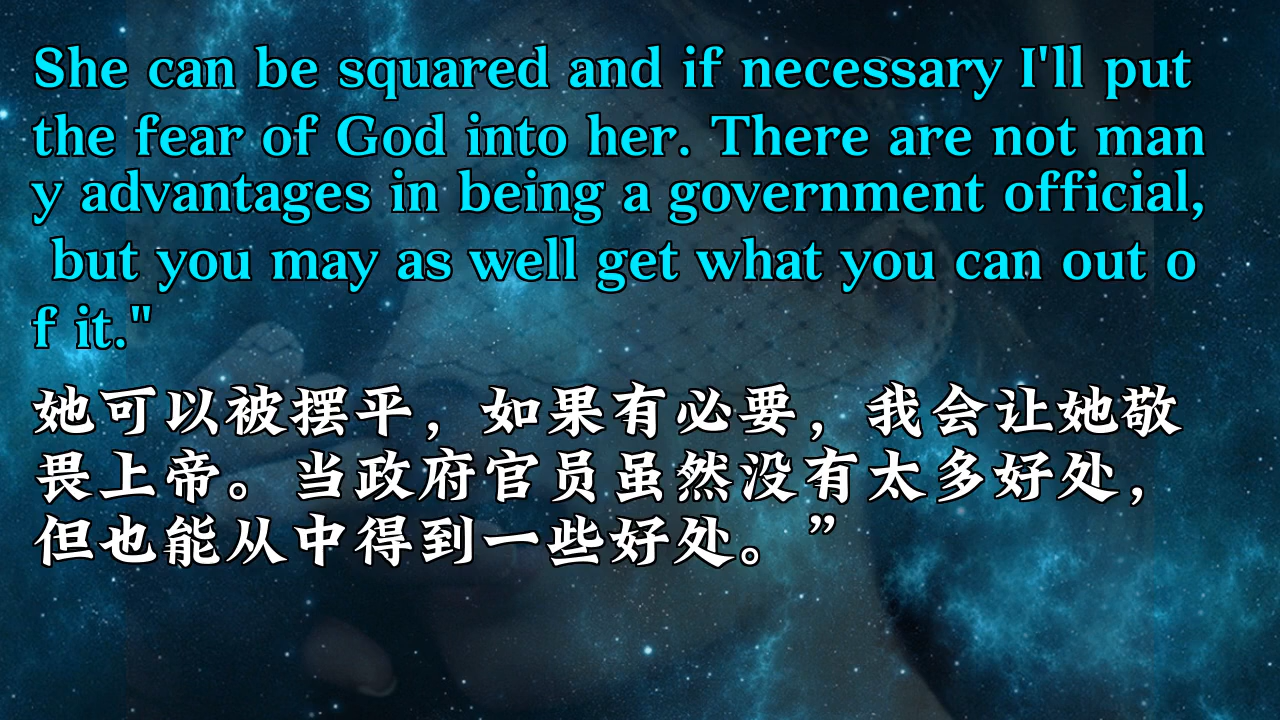 She can be squared and if necessary I'll put
the fear of God into her. There are not man
y advantages in being a government official,
but you may as well get what you can out o
f it."
她可以被摆平，如果有必要，我会让她敬
畏上帝。当政府官员虽然没有太多好处，
但也能从中得到一些好处。”